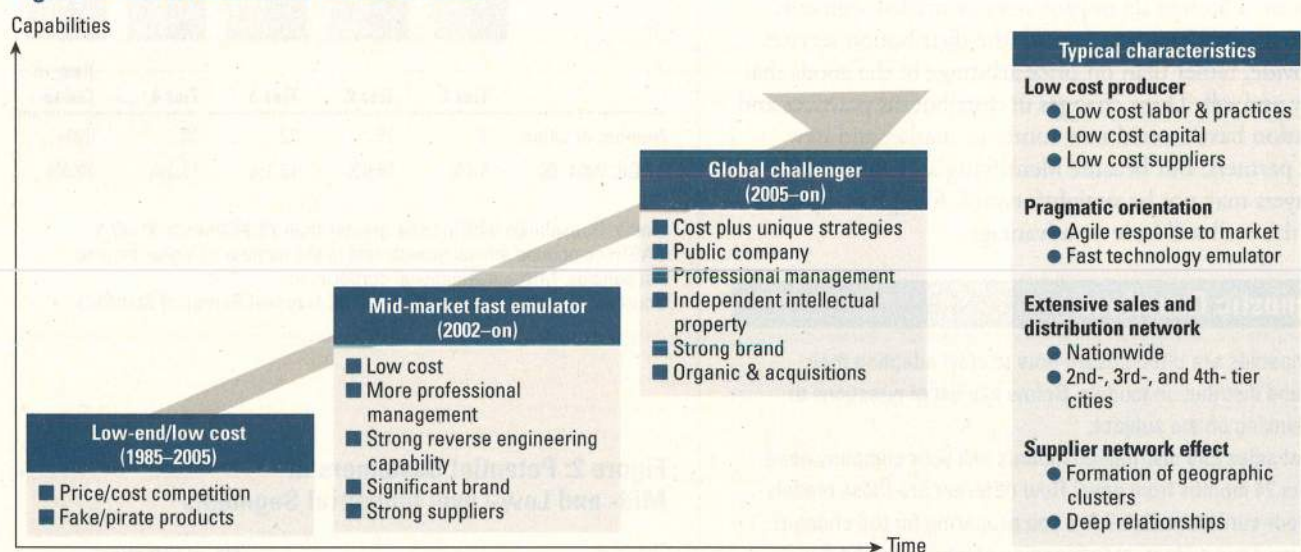 Capabilities
Low-end/low cost
(1985–2005)
■ Price/cost competition
■ Fake/pirate products
Mid-market fast emulator
(2002–on)
■ Low cost
■ More professional
management
■ Strong reverse engineering
capability
■ Significant brand
■ Strong suppliers
Global challenger
(2005–on)
■ Cost plus unique strategies
■ Public company
■ Professional management
■ Independent intellectual
property
■ Strong brand
■ Organic & acquisitions
Time
Typical characteristics
Low cost producer
● Low cost labor & practices
● Low cost capital
● Low cost suppliers
Pragmatic orientation
● Agile response to market
● Fast technology emulator
Extensive sales and
distribution network
● Nationwide
● 2nd-, 3rd-, and 4th- tier
cities
Supplier network effect
● Formation of geographic
clusters
● Deep relationships